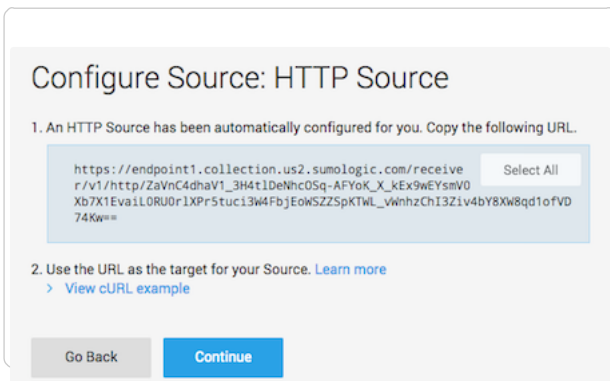 Configure Source: HTTP Source
1. An HTTP Source has been automatically configured for you. Copy the following URL.
https://endpoint1.collection.us2.sumologic.com/receive
Select All
r/v1/http/ZaVnC4dhaV1_3H4tlDeNhcOSq-AFYoK_X_kEx9wEYsmV0
Xb7X1EvaiL0RU0rlXPr5tuci3W4FbjEoWSZZSpKTWL_vWnhzChI3Ziv4bY8XW8qd1ofVD
74Kw==
2. Use the URL as the target for your Source. Learn more
> View cURL example
Go Back
Continue